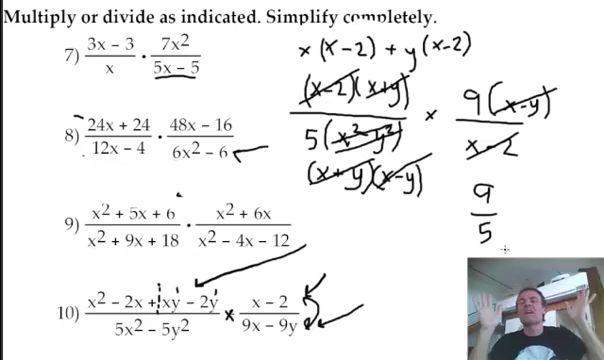 Multiply or divide as indicated. Simplify completely.
7) 3x − 3 / x · 7x² / 5x − 5
x(x−2) + y(x−2)
(x−2)(x+y) / 5(x²−y²) × 9(x−y) / x−2
(x+y)(x−y)
8) 24x + 24 / 12x − 4 · 48x − 16 / 6x² − 6
9/5
9) x² + 5x + 6 / x² + 9x + 18 · x² + 6x / x² − 4x − 12
10) x² − 2x + xy − 2y / 5x² − 5y² × x − 2 / 9x − 9y